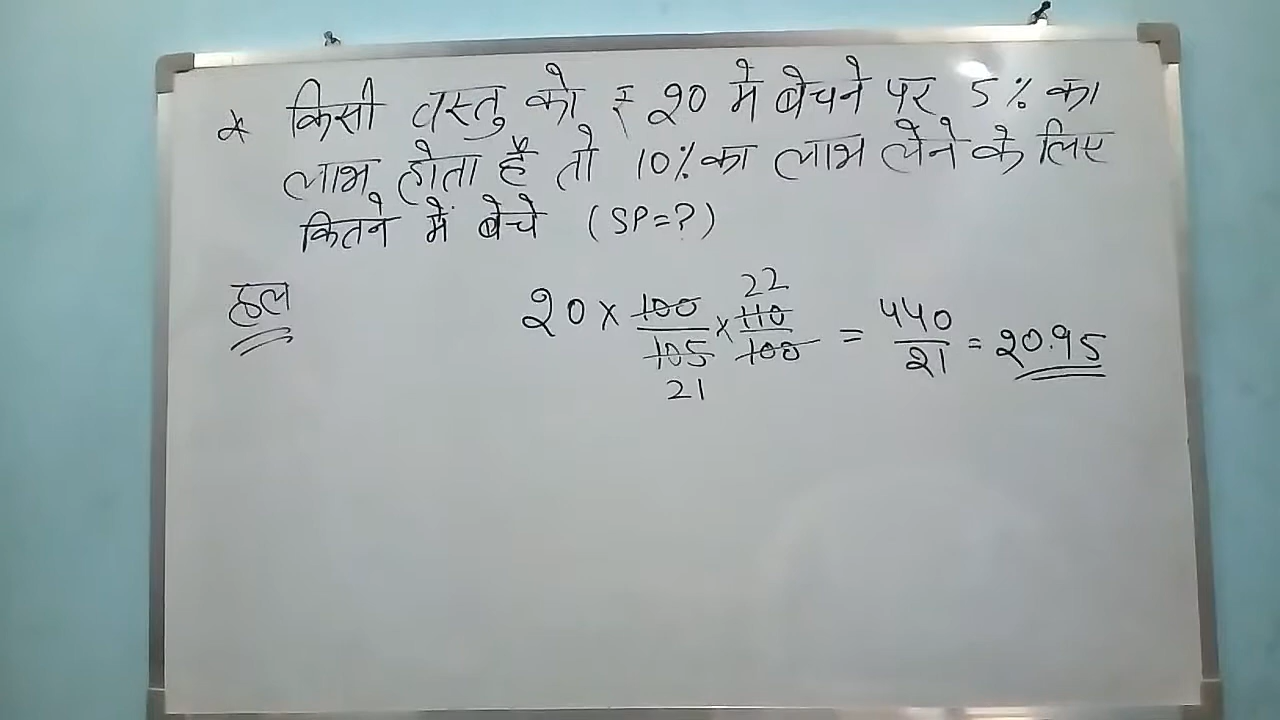 * किसी वस्तु को ₹ 20 में बेचने पर 5% का
लाभ होता है तो 10% का लाभ लेने के लिए
कितने में बेचे (SP=?)
हल
20 × 100/105 × 110/100 = 440/21 = 20.95
22
21